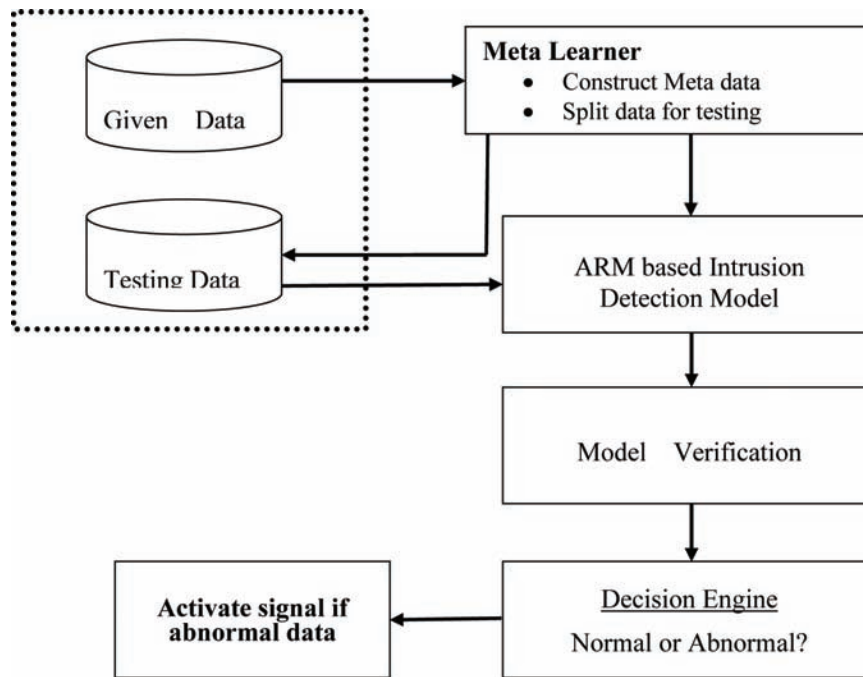 Meta Learner
• Construct Meta data
• Split data for testing
Given Data
Testing Data
ARM based Intrusion
Detection Model
Model Verification
Decision Engine
Normal or Abnormal?
Activate signal if
abnormal data